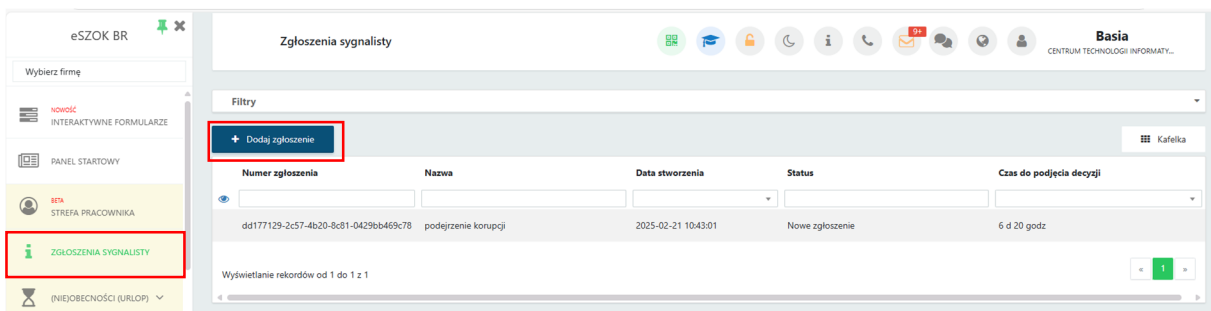 eSZOK BR
Wybierz firmę
NOWOŚĆ
INTERAKTYWNE FORMULARZE
PANEL STARTOWY
BETA
STREFA PRACOWNIKA
ZGŁOSZENIA SYGNALISTY
(NIE)OBECNOŚCI (URLOP)
Zgłoszenia sygnalisty
9+
Basia
CENTRUM TECHNOLOGII INFORMATY...
Filtry
+ Dodaj zgłoszenie
Kafelka
Numer zgłoszenia Nazwa Data stworzenia Status Czas do podjęcia decyzji
dd177129-2c57-4b20-8c81-0429bb469c78 podejrzenie korupcji 2025-02-21 10:43:01 Nowe zgłoszenie 6 d 20 godz
Wyświetlanie rekordów od 1 do 1 z 1
« 1 »